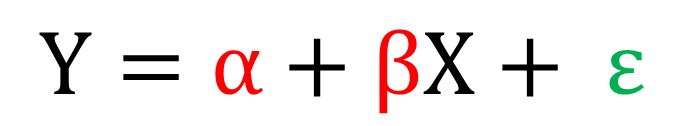 Y = α + βX + ε